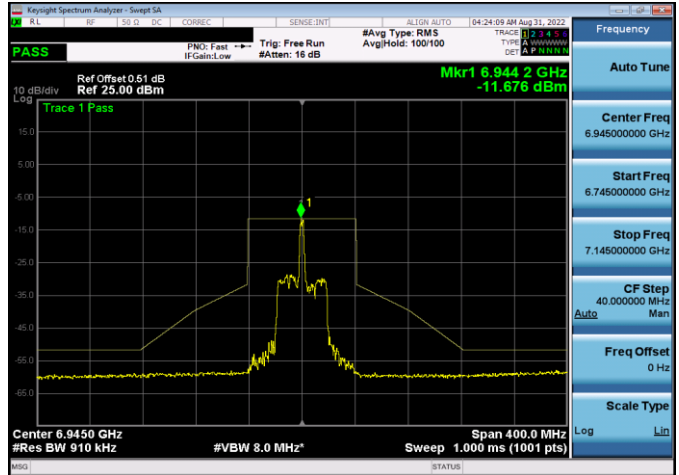 Keysight Spectrum Analyzer - Swept SA
RL RF 50 Ω DC CORREC SENSE:INT ALIGN AUTO 04:24:09 AM Aug 31, 2022
#Avg Type: RMS TRACE 1 2 3 4 5 6
PNO: Fast Trig: Free Run Avg|Hold: 100/100 TYPE A WWWWW
PASS IFGain:Low #Atten: 16 dB DET A P N N N N
Frequency
Auto Tune
Ref Offset 0.51 dB Mkr1 6.944 2 GHz
10 dB/div Ref 25.00 dBm -11.676 dBm
Log
Trace 1 Pass
15.0
5.00
-5.00
1
-15.0
-25.0
-35.0
-45.0
-55.0
-65.0
Center 6.9450 GHz Span 400.0 MHz
#Res BW 910 kHz #VBW 8.0 MHz* Sweep 1.000 ms (1001 pts)
Center Freq
6.945000000 GHz
Start Freq
6.745000000 GHz
Stop Freq
7.145000000 GHz
CF Step
40.000000 MHz
Auto Man
Freq Offset
0 Hz
Scale Type
Log Lin
MSG STATUS